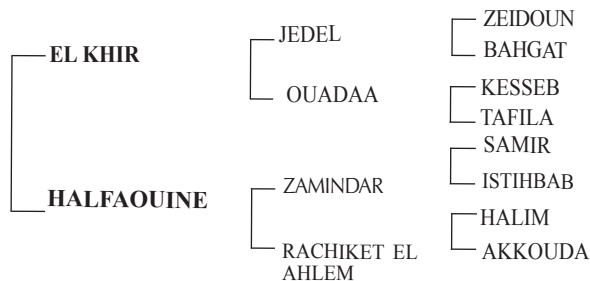 EL KHIR
HALFAOUINE
JEDEL
OUADAA
ZAMINDAR
RACHIKET EL
AHLEM
ZEIDOUN
BAHGAT
KESSEB
TAFILA
SAMIR
ISTIHBAB
HALIM
AKKOUDA